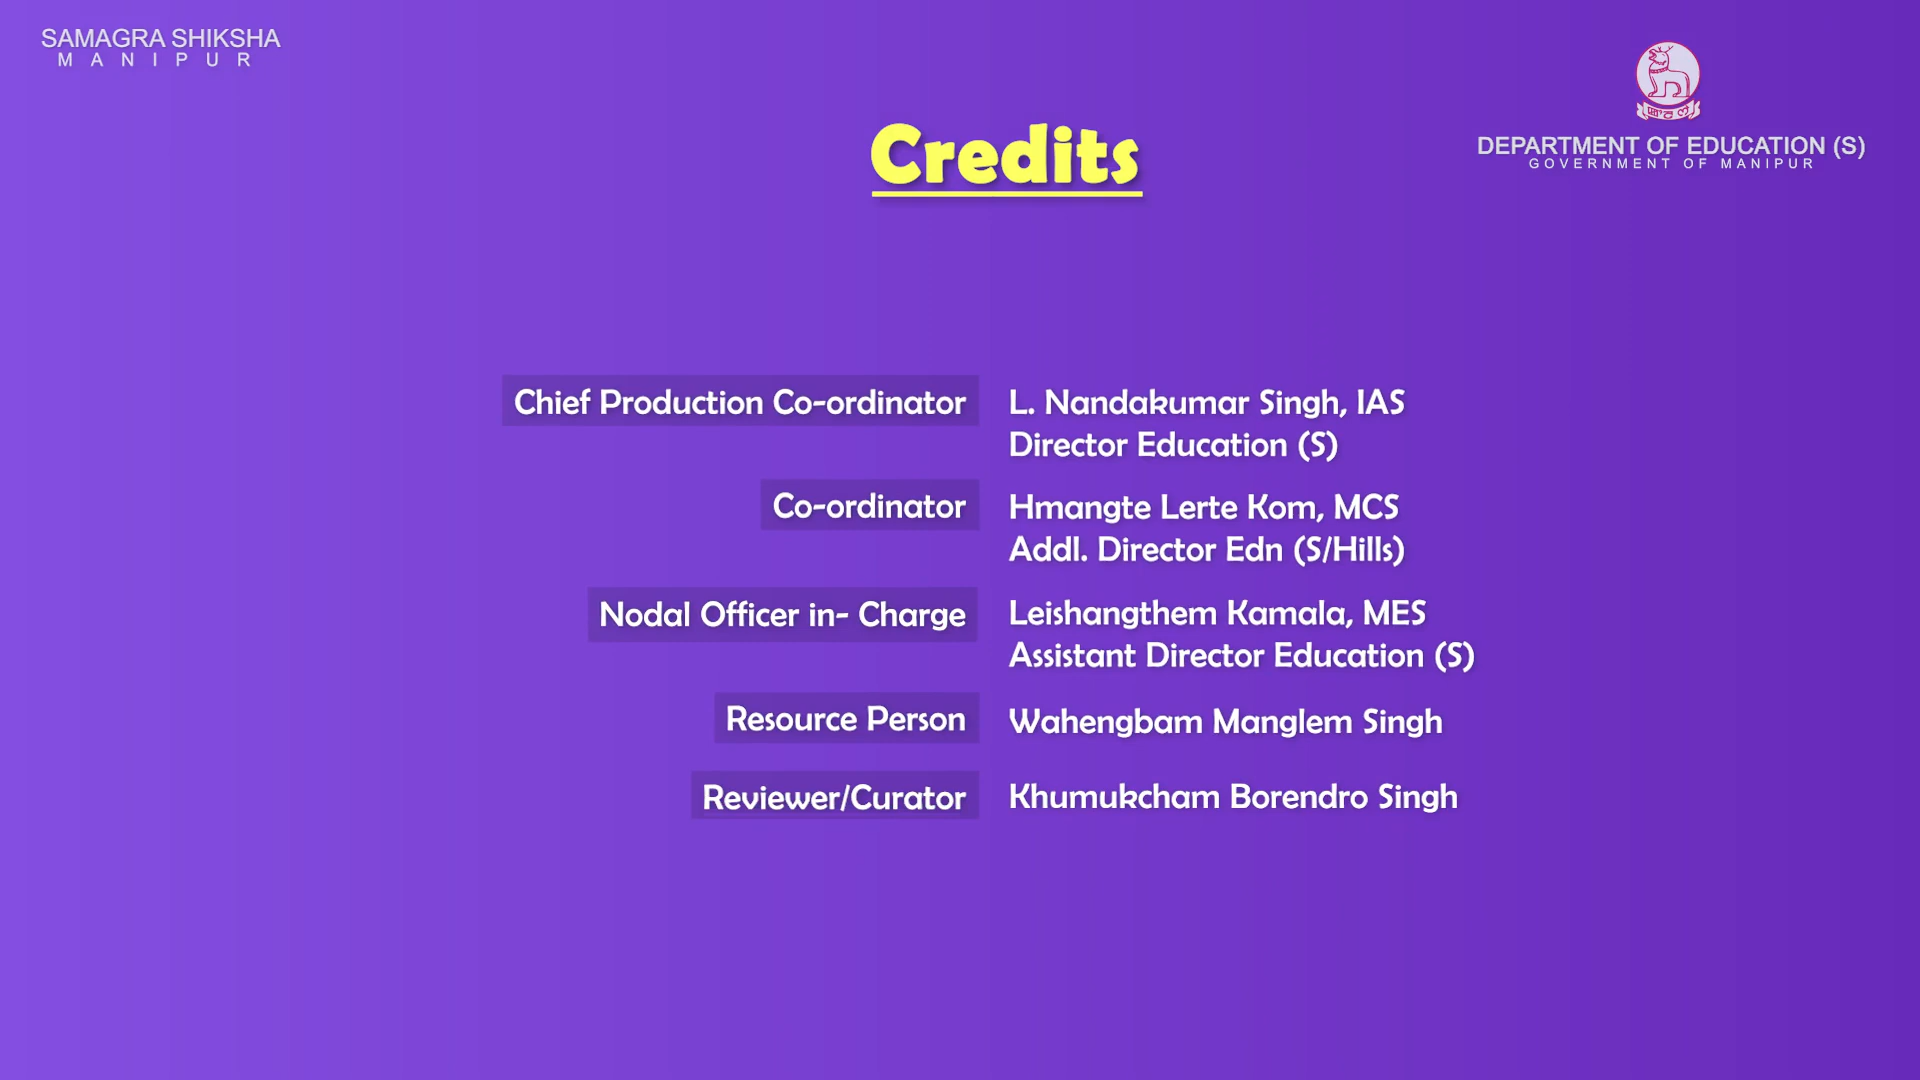 SAMAGRA SHIKSHA
MANIPUR
DEPARTMENT OF EDUCATION (S)
GOVERNMENT OF MANIPUR
Credits
Chief Production Co-ordinator L. Nandakumar Singh, IAS
Director Education (S)
Co-ordinator Hmangte Lerte Kom, MCS
Addl. Director Edn (S/Hills)
Nodal Officer in- Charge Leishangthem Kamala, MES
Assistant Director Education (S)
Resource Person Wahengbam Manglem Singh
Reviewer/Curator Khumukcham Borendro Singh